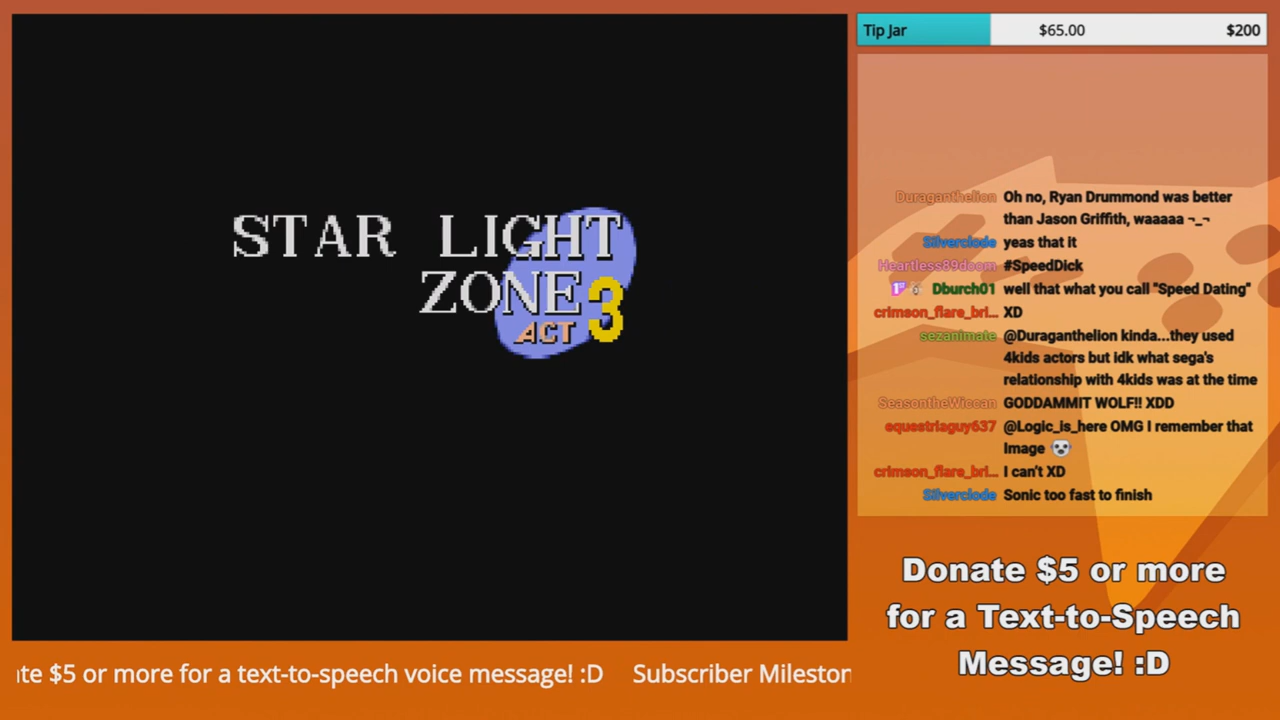 STAR LIGHT
ZONE
ACT 3
Tip Jar $65.00 $200
Duraganthelion Oh no, Ryan Drummond was better
than Jason Griffith, waaaaa ¬_¬
Silverclode yeas that it
Heartless89doom #SpeedDick
Dburch01 well that what you call "Speed Dating"
crimson_flare_bri... XD
sezanimate @Duraganthelion kinda...they used
4kids actors but idk what sega's
relationship with 4kids was at the time
SeasontheWiccan GODDAMMIT WOLF!! XDD
equestriaguy637 @Logic_is_here OMG I remember that
Image
crimson_flare_bri... I can't XD
Silverclode Sonic too fast to finish
Donate $5 or more
for a Text-to-Speech
Message! :D
te $5 or more for a text-to-speech voice message! :D Subscriber Mileston